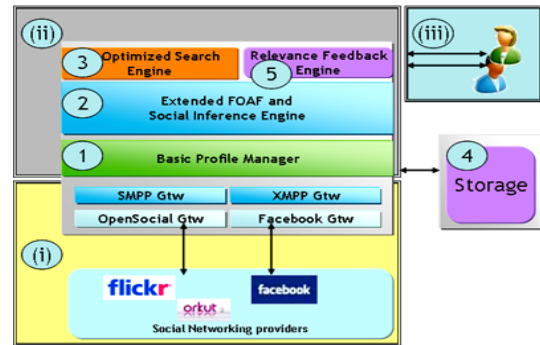 (ii)
(iii)
3
Optimized Search
Engine
Relevance Feedback
Engine
5
2
Extended FOAF and
Social Inference Engine
1
Basic Profile Manager
4
Storage
SMPP Gtw
XMPP Gtw
OpenSocial Gtw
Facebook Gtw
(i)
flickr
facebook
orkut
Social Networking providers